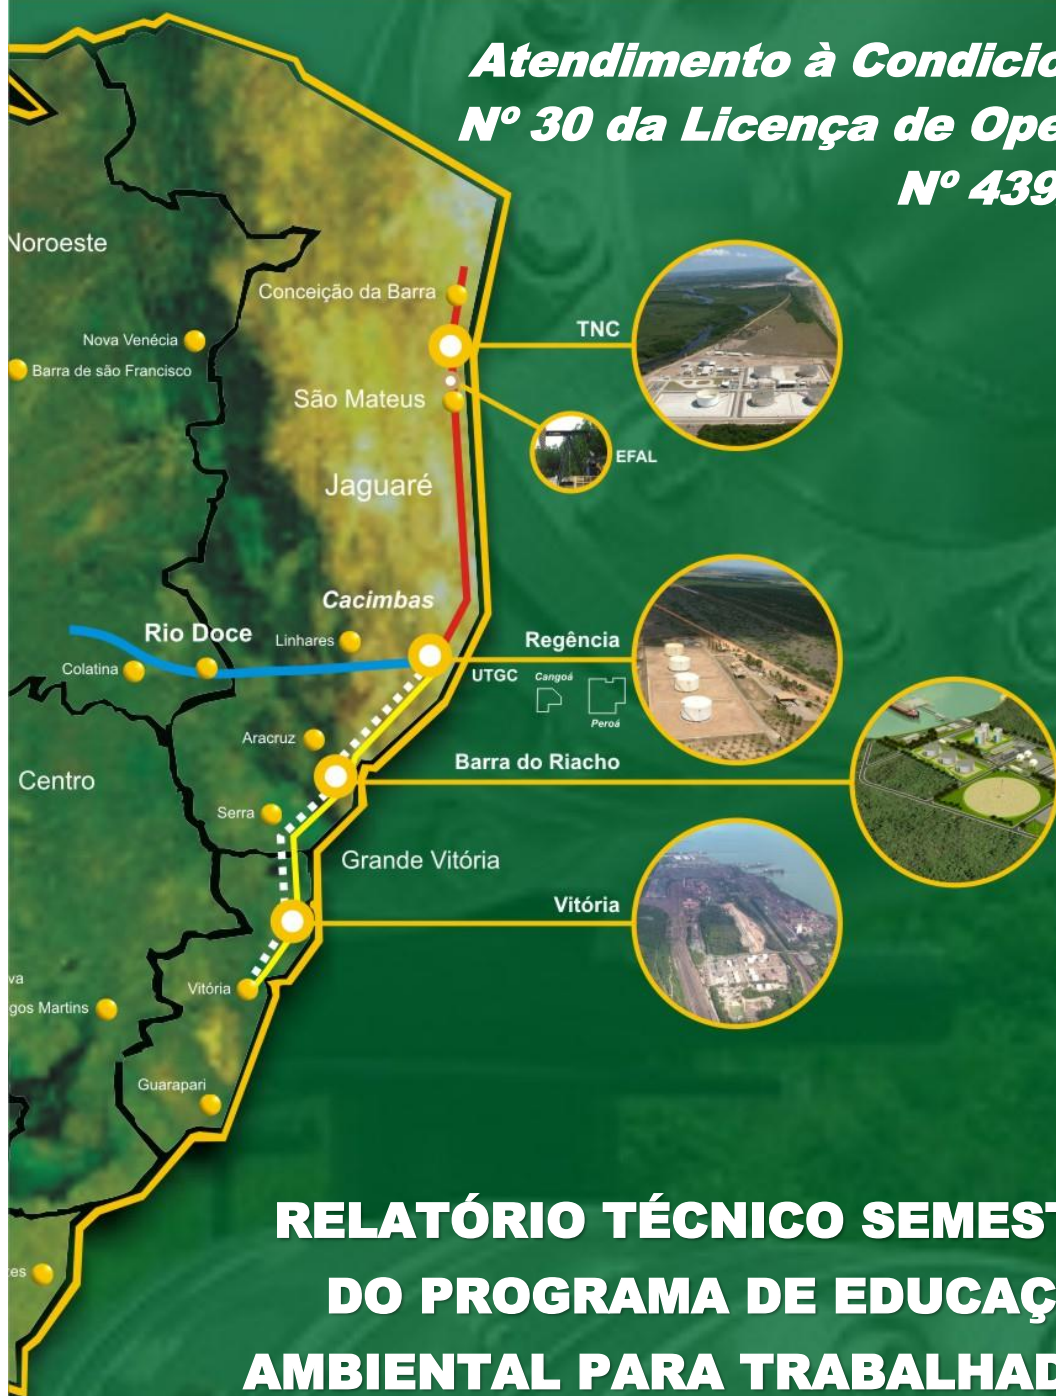 Atendimento à Condicio
Nº 30 da Licença de Ope
Nº 439
Noroeste
Conceição da Barra
TNC
Nova Venécia
Barra de são Francisco
São Mateus
EFAL
Jaguaré
Cacimbas
Rio Doce
Linhares
Regência
Colatina
UTGC
Cangoá
Peroá
Aracruz
Barra do Riacho
Centro
Serra
Grande Vitória
Vitória
va
Vitória
gos Martins
Guarapari
es
RELATÓRIO TÉCNICO SEMEST
DO PROGRAMA DE EDUCAÇ
AMBIENTAL PARA TRABALHAD